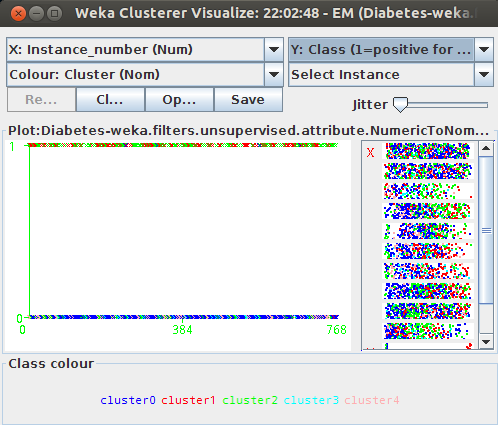 Weka Clusterer Visualize: 22:02:48 - EM (Diabetes-weka.
X: Instance_number (Num)
Y: Class (1=positive for ...
Colour: Cluster (Nom)
Select Instance
Re...
Cl...
Op...
Save
Jitter
Plot:Diabetes-weka.filters.unsupervised.attribute.NumericToNom...
1
X
0
0
384
768
Class colour
cluster0 cluster1 cluster2 cluster3 cluster4